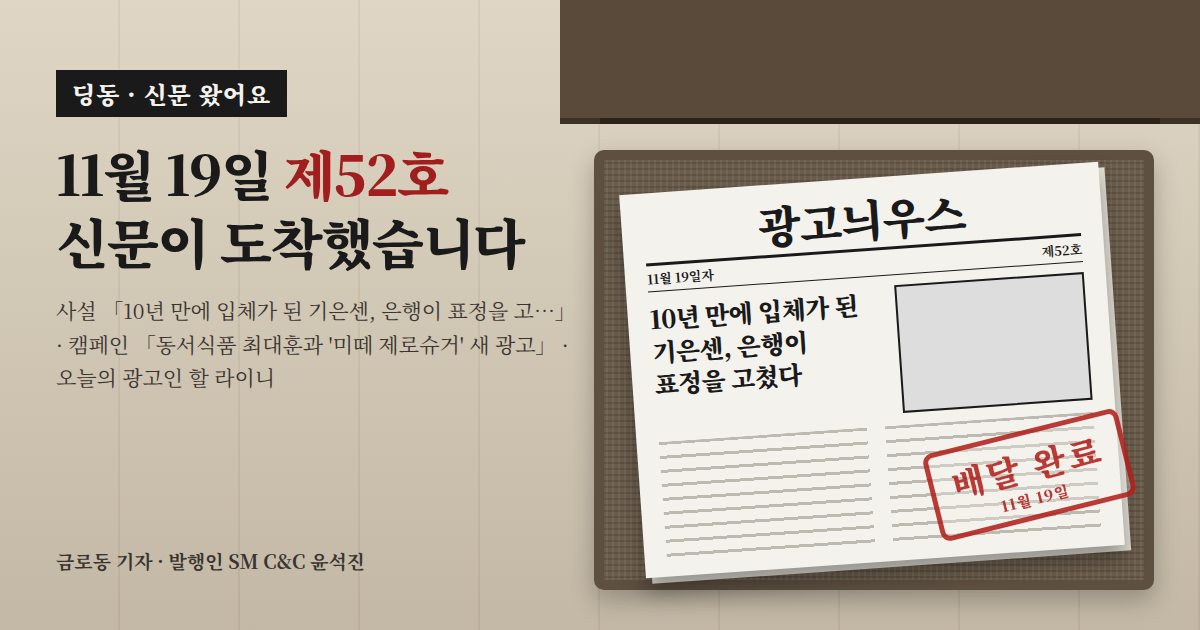 딩동 · 신문 왔어요
11월 19일 제52호
신문이 도착했습니다
사설 「10년 만에 입체가 된 기은센, 은행이 표정을 고…」
· 캠페인 「동서식품 최대훈과 '미떼 제로슈거' 새 광고」 ·
오늘의 광고인 할 라이니
금로동 기자 · 발행인 SM C&C 윤석진
광고늬우스
11월 19일자
제52호
10년 만에 입체가 된
기은센, 은행이
표정을 고쳤다
배달 완료
11월 19일